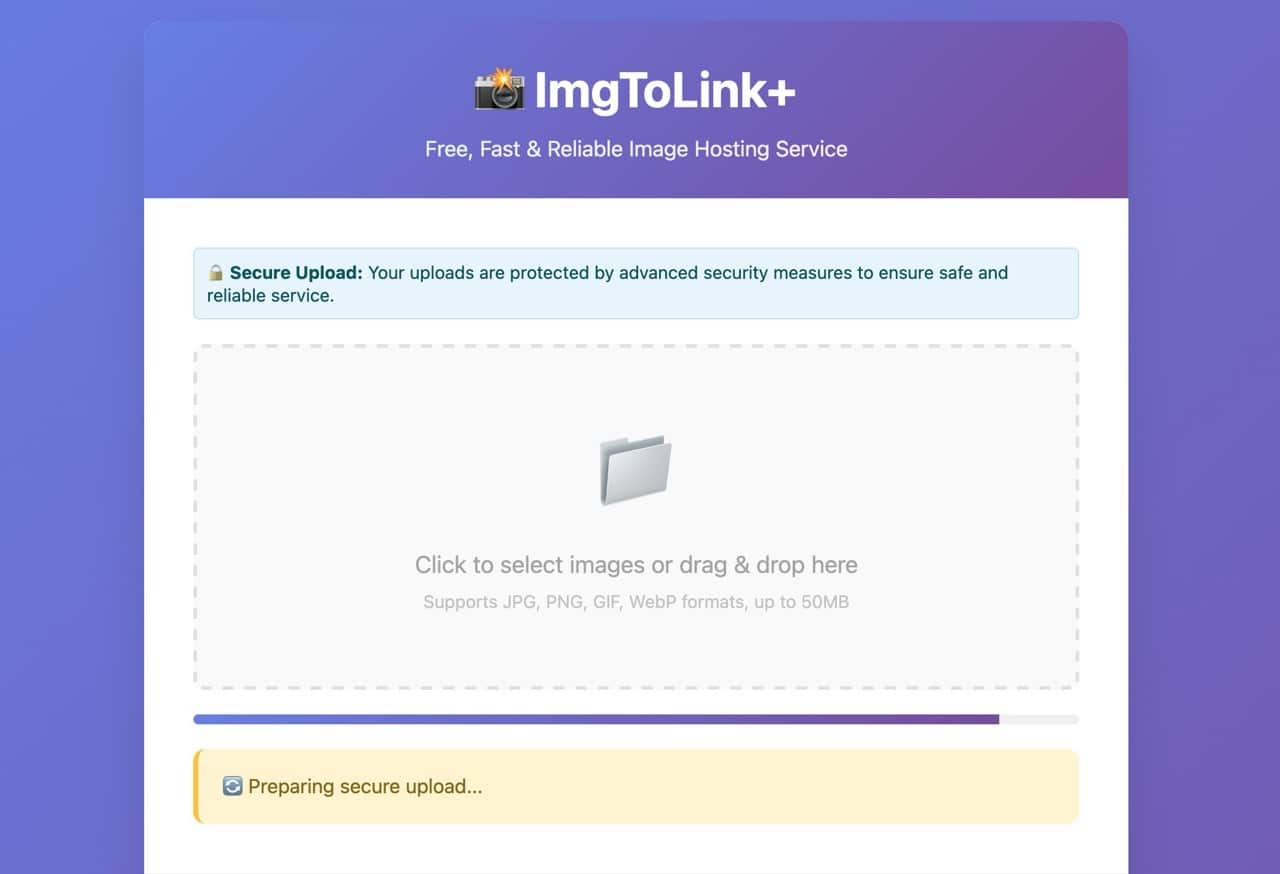 ImgToLink+
Free, Fast & Reliable Image Hosting Service
Secure Upload: Your uploads are protected by advanced security measures to ensure safe and
reliable service.
Click to select images or drag & drop here
Supports JPG, PNG, GIF, WebP formats, up to 50MB
Preparing secure upload...